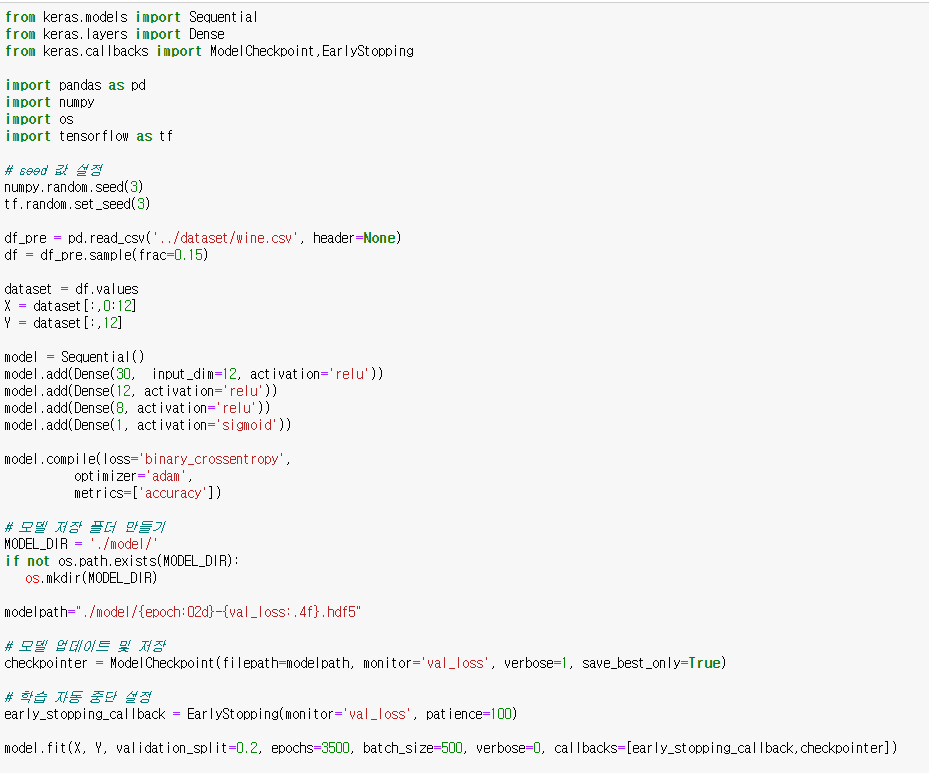 from keras.models import Sequential
from keras.layers import Dense
from keras.callbacks import ModelCheckpoint,EarlyStopping
import pandas as pd
import numpy
import os
import tensorflow as tf
# seed 값 설정
numpy.random.seed(3)
tf.random.set_seed(3)
df_pre = pd.read_csv('../dataset/wine.csv', header=None)
df = df_pre.sample(frac=0.15)
dataset = df.values
X = dataset[:,0:12]
Y = dataset[:,12]
model = Sequential()
model.add(Dense(30,  input_dim=12, activation='relu'))
model.add(Dense(12, activation='relu'))
model.add(Dense(8, activation='relu'))
model.add(Dense(1, activation='sigmoid'))
model.compile(loss='binary_crossentropy',
          optimizer='adam',
          metrics=['accuracy'])
# 모델 저장 폴더 만들기
MODEL_DIR = './model/'
if not os.path.exists(MODEL_DIR):
   os.mkdir(MODEL_DIR)
modelpath="./model/{epoch:02d}-{val_loss:.4f}.hdf5"
# 모델 업데이트 및 저장
checkpointer = ModelCheckpoint(filepath=modelpath, monitor='val_loss', verbose=1, save_best_only=True)
# 학습 자동 중단 설정
early_stopping_callback = EarlyStopping(monitor='val_loss', patience=100)
model.fit(X, Y, validation_split=0.2, epochs=3500, batch_size=500, verbose=0, callbacks=[early_stopping_callback,checkpointer])